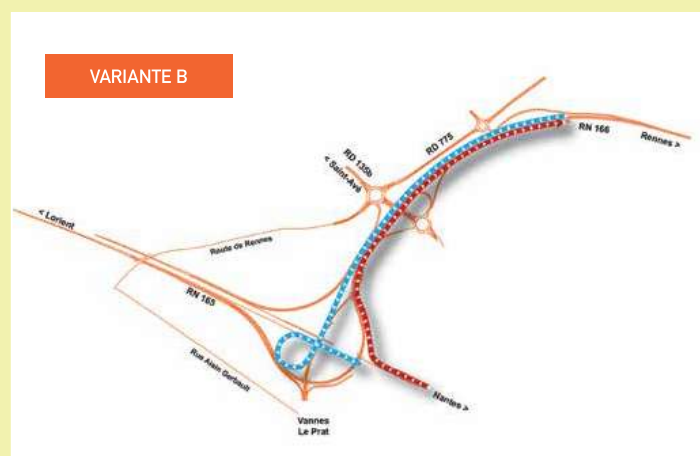 VARIANTE B
RN 166
Rennes >
RD 775
RD 135b
< Saint-Avé
< Lorient
Route de Rennes
RN 165
Rue Alain Gerbault
Nantes >
Vannes
Le Prat